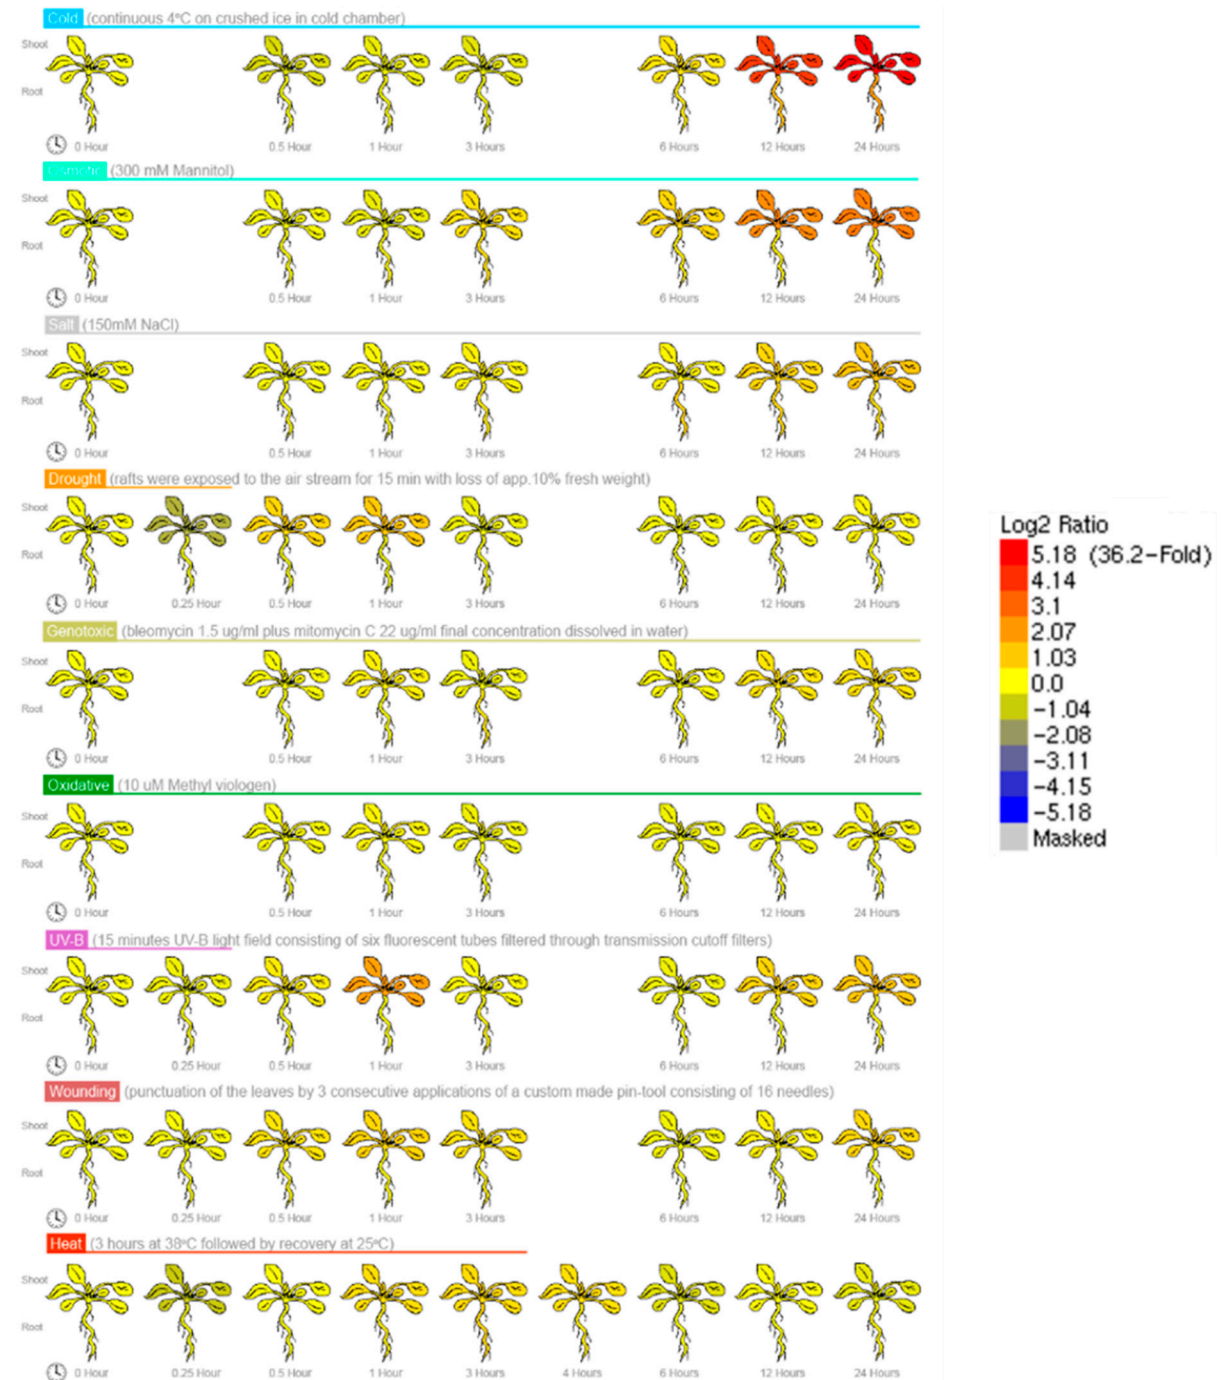 Cold (continuous 4ºC on crushed ice in cold chamber)
Shoot
Root
0 Hour 0.5 Hour 1 Hour 3 Hours 6 Hours 12 Hours 24 Hours
Osmotic (300 mM Mannitol)
Shoot
Root
0 Hour 0.5 Hour 1 Hour 3 Hours 6 Hours 12 Hours 24 Hours
Salt (150mM NaCl)
Shoot
Root
0 Hour 0.5 Hour 1 Hour 3 Hours 6 Hours 12 Hours 24 Hours
Drought (rafts were exposed to the air stream for 15 min with loss of app.10% fresh weight)
Shoot
Root
0 Hour 0.25 Hour 0.5 Hour 1 Hour 3 Hours 6 Hours 12 Hours 24 Hours
Genotoxic (bleomycin 1.5 ug/ml plus mitomycin C 22 ug/ml final concentration dissolved in water)
Shoot
Root
0 Hour 0.5 Hour 1 Hour 3 Hours 6 Hours 12 Hours 24 Hours
Oxidative (10 uM Methyl viologen)
Shoot
Root
0 Hour 0.5 Hour 1 Hour 3 Hours 6 Hours 12 Hours 24 Hours
UV-B (15 minutes UV-B light field consisting of six fluorescent tubes filtered through transmission cutoff filters)
Shoot
Root
0 Hour 0.25 Hour 0.5 Hour 1 Hour 3 Hours 6 Hours 12 Hours 24 Hours
Wounding (punctuation of the leaves by 3 consecutive applications of a custom made pin-tool consisting of 16 needles)
Shoot
Root
0 Hour 0.25 Hour 0.5 Hour 1 Hour 3 Hours 6 Hours 12 Hours 24 Hours
Heat (3 hours at 38ºC followed by recovery at 25ºC)
Shoot
Root
0 Hour 0.25 Hour 0.5 Hour 1 Hour 3 Hours 4 Hours 6 Hours 12 Hours 24 Hours
Log2 Ratio
5.18 (36.2-Fold)
4.14
3.1
2.07
1.03
0.0
-1.04
-2.08
-3.11
-4.15
-5.18
Masked